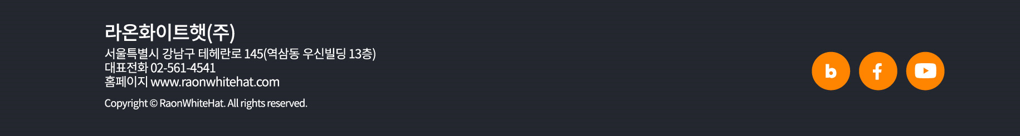 라온화이트햇(주)
서울특별시 강남구 테헤란로 145(역삼동 우신빌딩 13층)
대표전화 02-561-4541
홈페이지 www.raonwhitehat.com
Copyright © RaonWhiteHat. All rights reserved.
b f